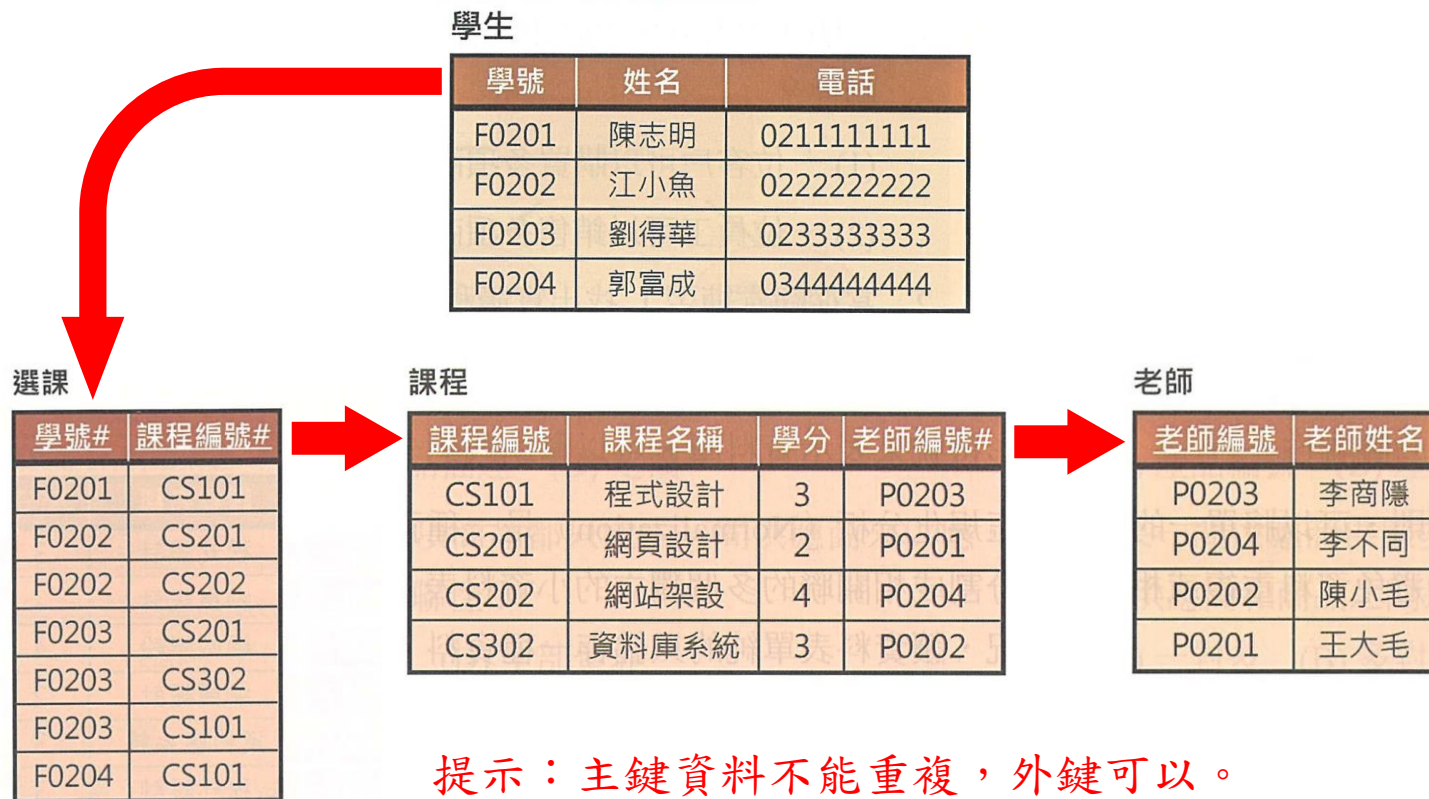 學生
學號 姓名 電話
F0201 陳志明 0211111111
F0202 江小魚 0222222222
F0203 劉得華 0233333333
F0204 郭富成 0344444444
選課
學號# 課程編號#
F0201 CS101
F0202 CS201
F0202 CS202
F0203 CS201
F0203 CS302
F0203 CS101
F0204 CS101
課程
課程編號 課程名稱 學分 老師編號#
CS101 程式設計 3 P0203
CS201 網頁設計 2 P0201
CS202 網站架設 4 P0204
CS302 資料庫系統 3 P0202
老師
老師編號 老師姓名
P0203 李商隱
P0204 李不同
P0202 陳小毛
P0201 王大毛
提示：主鍵資料不能重複，外鍵可以。